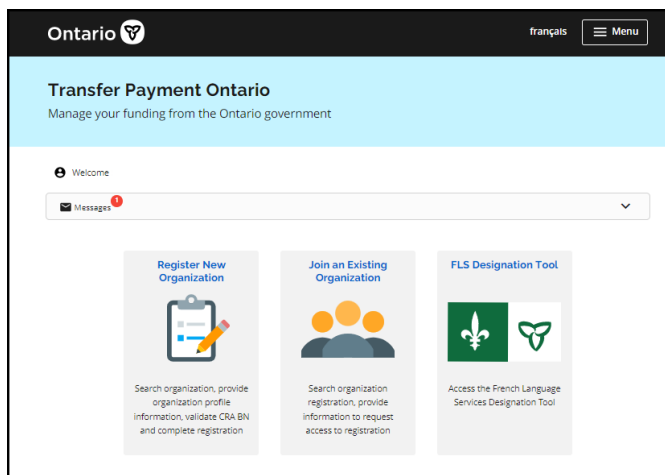 Ontario
français
Menu
Transfer Payment Ontario
Manage your funding from the Ontario government
Welcome
Messages 1
Register New
Organization
Search organization, provide
organization profile
information, validate CRA BN
and complete registration
Join an Existing
Organization
Search organization
registration, provide
information to request
access to registration
FLS Designation Tool
Access the French Language
Services Designation Tool